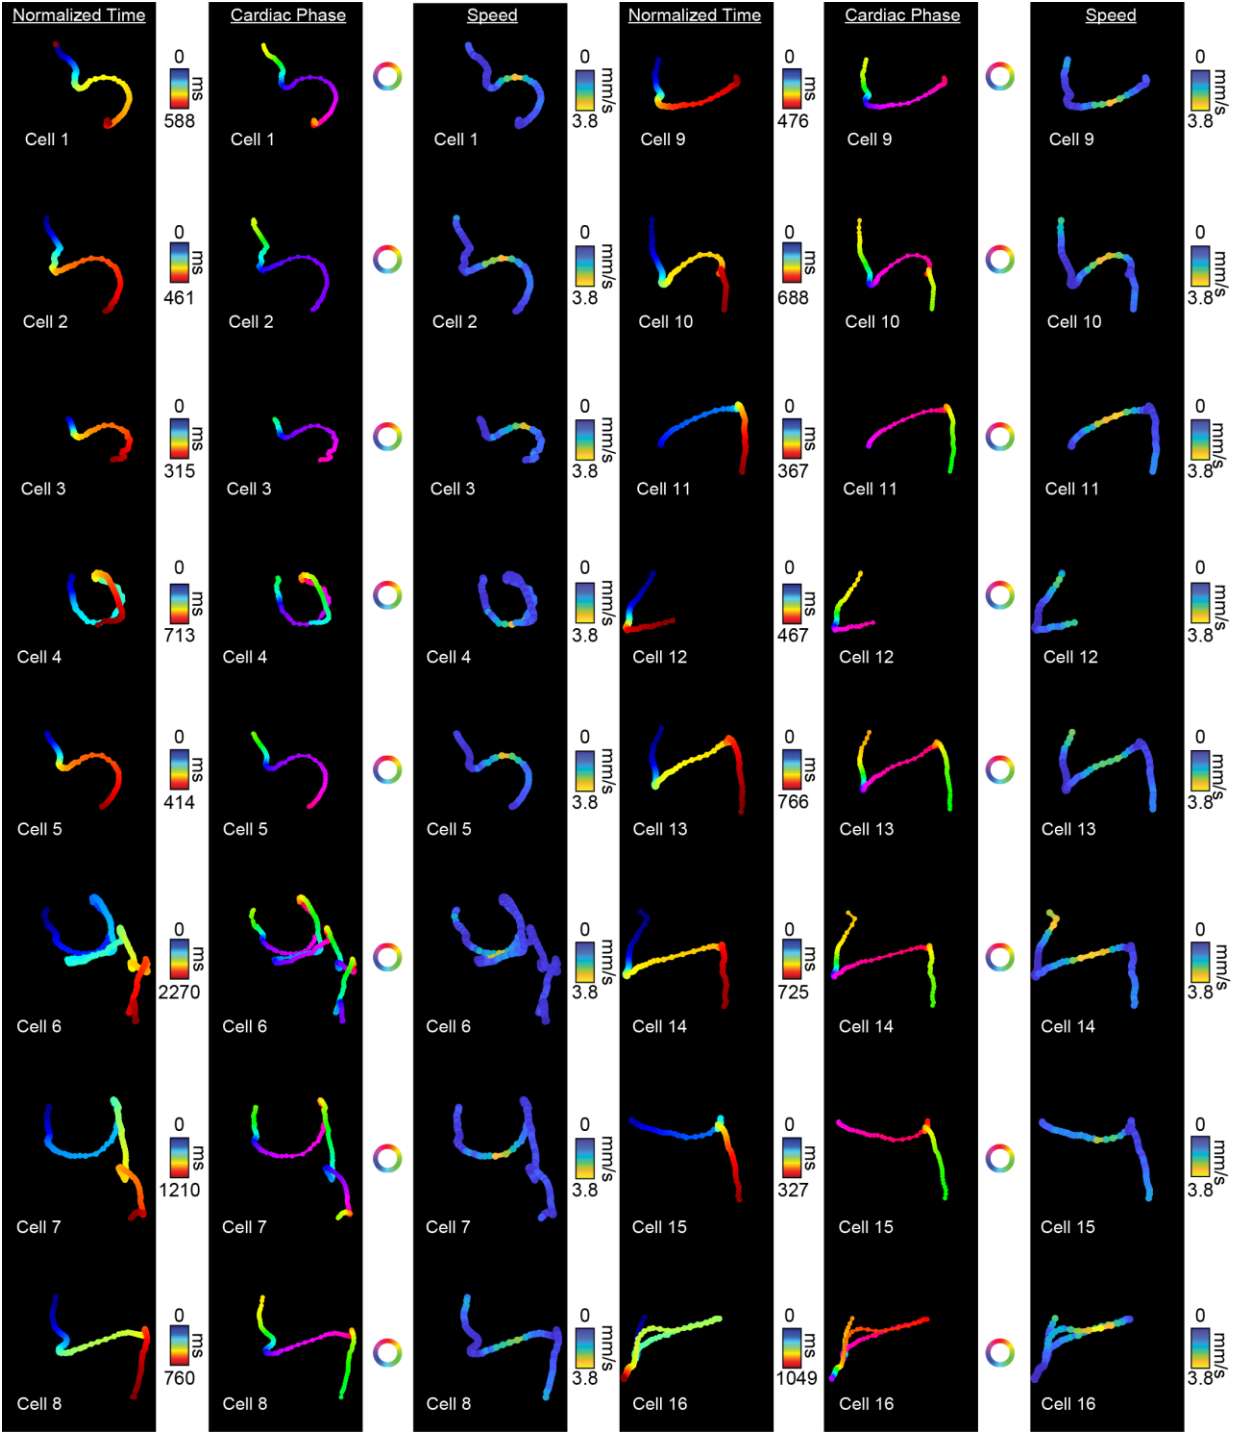 Normalized Time Cardiac Phase Speed Normalized Time Cardiac Phase Speed
0 ms 588 0 mm/s 3.8 0 ms 476 0 mm/s 3.8
Cell 1 Cell 1 Cell 1 Cell 9 Cell 9 Cell 9
0 ms 461 0 mm/s 3.8 0 ms 688 0 mm/s 3.8
Cell 2 Cell 2 Cell 2 Cell 10 Cell 10 Cell 10
0 ms 315 0 mm/s 3.8 0 ms 367 0 mm/s 3.8
Cell 3 Cell 3 Cell 3 Cell 11 Cell 11 Cell 11
0 ms 713 0 mm/s 3.8 0 ms 467 0 mm/s 3.8
Cell 4 Cell 4 Cell 4 Cell 12 Cell 12 Cell 12
0 ms 414 0 mm/s 3.8 0 ms 766 0 mm/s 3.8
Cell 5 Cell 5 Cell 5 Cell 13 Cell 13 Cell 13
0 ms 2270 0 mm/s 3.8 0 ms 725 0 mm/s 3.8
Cell 6 Cell 6 Cell 6 Cell 14 Cell 14 Cell 14
0 ms 1210 0 mm/s 3.8 0 ms 327 0 mm/s 3.8
Cell 7 Cell 7 Cell 7 Cell 15 Cell 15 Cell 15
0 ms 760 0 mm/s 3.8 0 ms 1049 0 mm/s 3.8
Cell 8 Cell 8 Cell 8 Cell 16 Cell 16 Cell 16